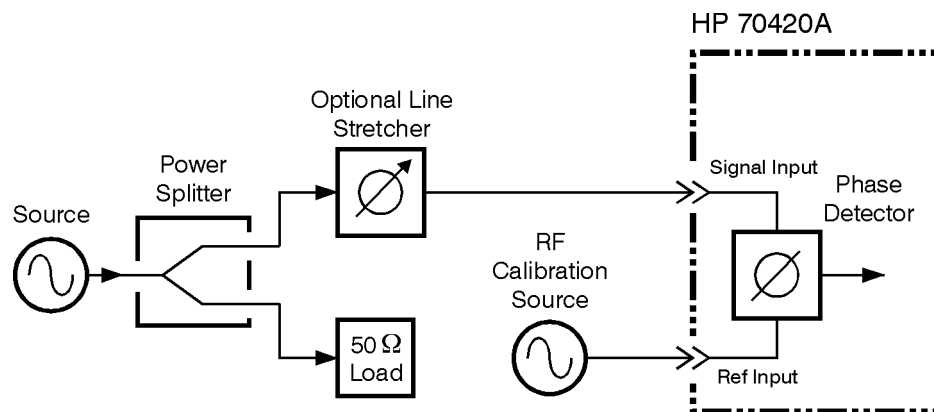 HP 70420A
Optional Line
Stretcher
Power
Splitter
Signal Input
Phase
Detector
Source
RF
Calibration
Source
50 Ω
Load
Ref Input